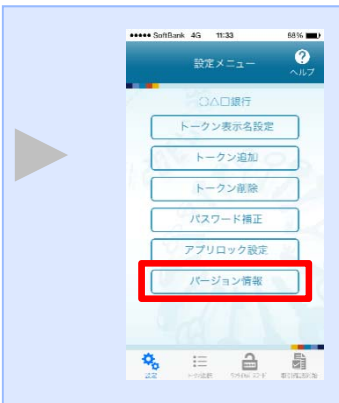 ●●●●● SoftBank 4G 11:33 88%
設定メニュー
ヘルプ
○△□銀行
トークン表示名設定
トークン追加
トークン削除
パスワード補正
アプリロック設定
バージョン情報
設定